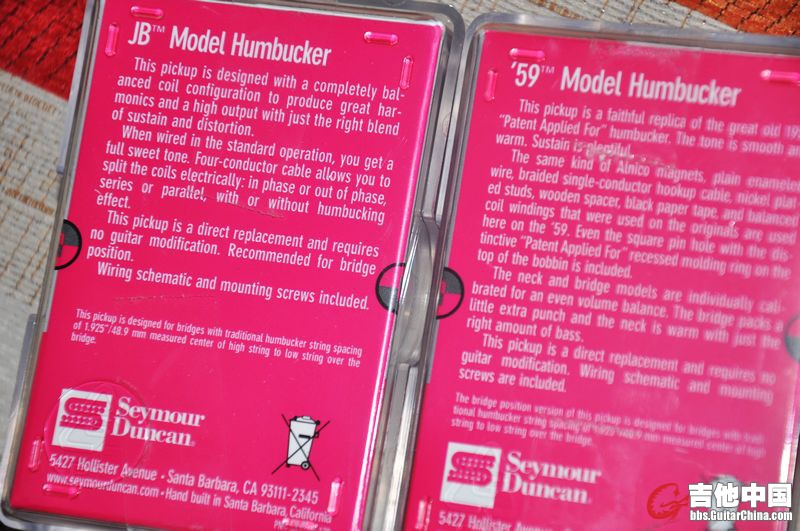 JB™ Model Humbucker
This pickup is designed with a completely bal-
anced coil configuration to produce great har-
monics and a high output with just the right blend
of sustain and distortion.
When wired in the standard operation, you get a
full sweet tone. Four-conductor cable allows you to
split the coils electrically: in phase or out of phase,
series or parallel, with or without humbucking
effect.
This pickup is a direct replacement and requires
no guitar modification. Recommended for bridge
position.
Wiring schematic and mounting screws included.
This pickup is designed for bridges with traditional humbucker string spacing
of 1.925"/48.9 mm measured center of high string to low string over the
bridge.
Seymour
Duncan®
5427 Hollister Avenue • Santa Barbara, CA 93111-2345
www.seymourduncan.com • Hand built in Santa Barbara, California
'59™ Model Humbucker
This pickup is a faithful replica of the great old
"Patent Applied For" humbucker. The tone is smooth an
warm. Sustain is plentiful.
The same kind of Alnico magnets, plain enamele
wire, braided single-conductor hookup cable, nickel plat
ed studs, wooden spacer, black paper tape, and balanced
coil windings that were used on the originals are used
here on the '59. Even the square pin hole with the dis-
tinctive "Patent Applied For" recessed molding ring on the
top of the bobbin is included.
The neck and bridge models are individually cali-
brated for an even volume balance. The bridge packs a
little extra punch and the neck is warm with just the
right amount of bass.
This pickup is a direct replacement and requires no
guitar modification. Wiring schematic and mounting
screws are included.
The bridge position version of this pickup is designed for bridges with tradi-
tional humbucker string spacing of 1.925"/48.9 mm measured center of high
string to low string over the bridge.
Seymour
Duncan®
5427 Hollister Avenue • Santa
吉他中国
bbs.GuitarChina.com